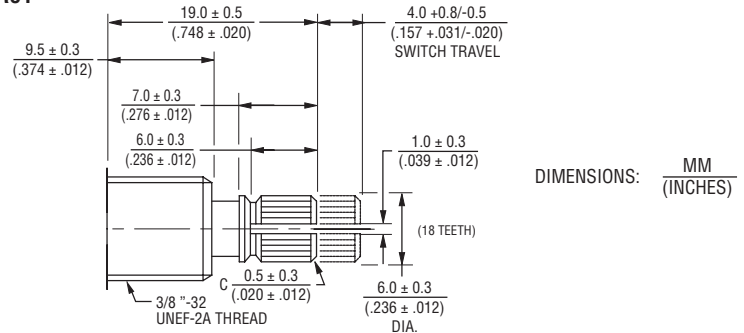 19.0 ± 0.5
(.748 ± .020)
4.0 +0.8/-0.5
(.157 +.031/-.020)
SWITCH TRAVEL
9.5 ± 0.3
(.374 ± .012)
7.0 ± 0.3
(.276 ± .012)
6.0 ± 0.3
(.236 ± .012)
1.0 ± 0.3
(.039 ± .012)
DIMENSIONS: MM
(INCHES)
(18 TEETH)
C 0.5 ± 0.3
(.020 ± .012)
6.0 ± 0.3
(.236 ± .012)
DIA.
3/8 "-32
UNEF-2A THREAD